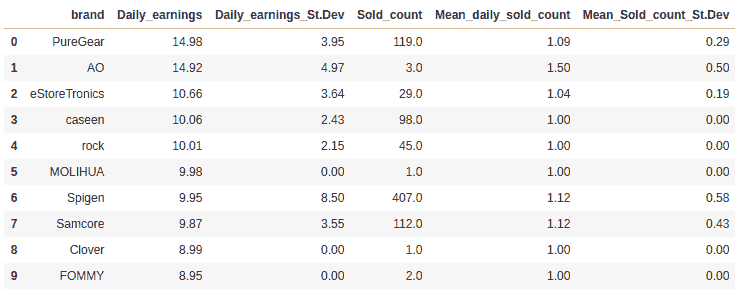 brand Daily_earnings Daily_earnings_St.Dev Sold_count Mean_daily_sold_count Mean_Sold_count_St.Dev
0 PureGear 14.98 3.95 119.0 1.09 0.29
1 AO 14.92 4.97 3.0 1.50 0.50
2 eStoreTronics 10.66 3.64 29.0 1.04 0.19
3 caseen 10.06 2.43 98.0 1.00 0.00
4 rock 10.01 2.15 45.0 1.00 0.00
5 MOLIHUA 9.98 0.00 1.0 1.00 0.00
6 Spigen 9.95 8.50 407.0 1.12 0.58
7 Samcore 9.87 3.55 112.0 1.12 0.43
8 Clover 8.99 0.00 1.0 1.00 0.00
9 FOMMY 8.95 0.00 2.0 1.00 0.00